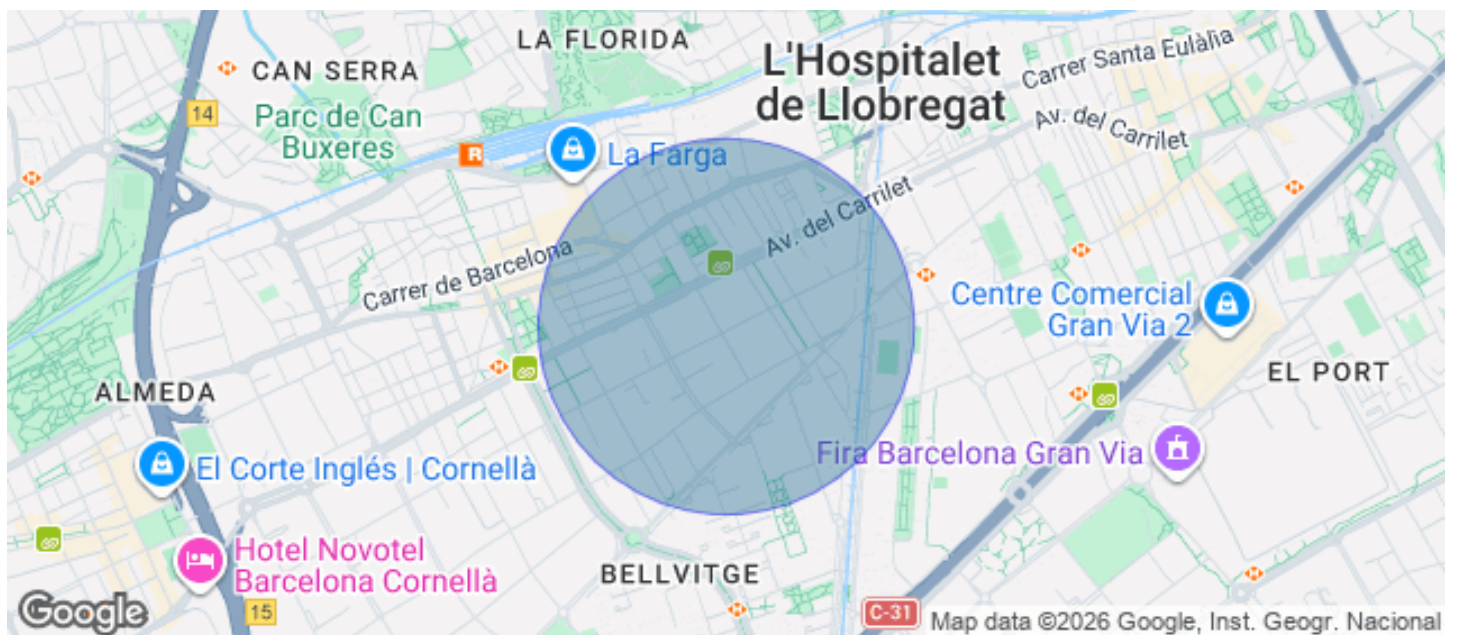 LA FLORIDA
L'Hospitalet
de Llobregat
Carrer Santa Eulàlia
CAN SERRA
14
Parc de Can
Buxeres
R
La Farga
Av. del Carrilet
Av. del Carrilet
Carrer de Barcelona
Centre Comercial
Gran Via 2
EL PORT
ALMEDA
El Corte Inglés | Cornellà
Fira Barcelona Gran Via
Hotel Novotel
Barcelona Cornellà
BELLVITGE
Google
15
C-31
Map data ©2026 Google, Inst. Geogr. Nacional